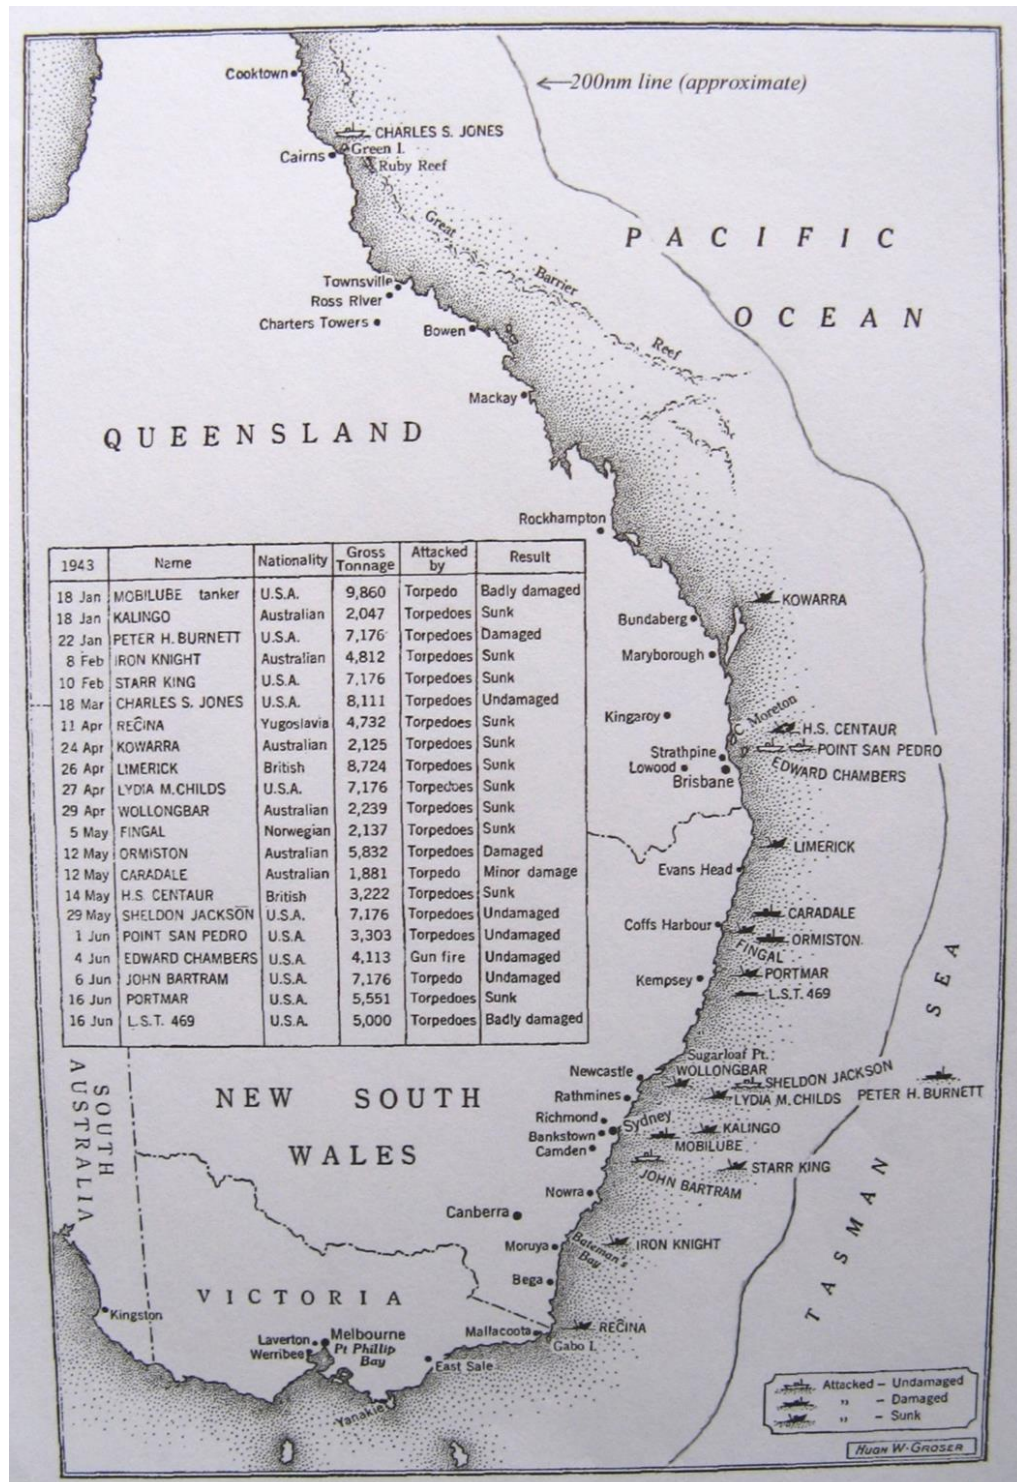 Cooktown
←200nm line (approximate)
CHARLES S. JONES
Green I.
Cairns
Ruby Reef
PACIFIC
OCEAN
Great
Barrier
Reef
Townsville
Ross River
Charters Towers
Bowen
Mackay
QUEENSLAND
Rockhampton
1943 Name Nationality Gross Tonnage Attacked by Result
18 Jan MOBILUBE tanker U.S.A. 9,860 Torpedo Badly damaged
18 Jan KALINGO Australian 2,047 Torpedoes Sunk
22 Jan PETER H. BURNETT U.S.A. 7,176 Torpedoes Damaged
8 Feb IRON KNIGHT Australian 4,812 Torpedoes Sunk
10 Feb STARR KING U.S.A. 7,176 Torpedoes Sunk
18 Mar CHARLES S. JONES U.S.A. 8,111 Torpedoes Undamaged
11 Apr REĈINA Yugoslavia 4,732 Torpedoes Sunk
24 Apr KOWARRA Australian 2,125 Torpedoes Sunk
26 Apr LIMERICK British 8,724 Torpedoes Sunk
27 Apr LYDIA M. CHILDS U.S.A. 7,176 Torpedoes Sunk
29 Apr WOLLONGBAR Australian 2,239 Torpedoes Sunk
5 May FINGAL Norwegian 2,137 Torpedoes Sunk
12 May ORMISTON Australian 5,832 Torpedoes Damaged
12 May CARADALE Australian 1,881 Torpedo Minor damage
14 May H.S. CENTAUR British 3,222 Torpedoes Sunk
29 May SHELDON JACKSON U.S.A. 7,176 Torpedoes Undamaged
1 Jun POINT SAN PEDRO U.S.A. 3,303 Torpedoes Undamaged
4 Jun EDWARD CHAMBERS U.S.A. 4,113 Gun fire Undamaged
6 Jun JOHN BARTRAM U.S.A. 7,176 Torpedo Undamaged
16 Jun PORTMAR U.S.A. 5,551 Torpedoes Sunk
16 Jun L.S.T. 469 U.S.A. 5,000 Torpedoes Badly damaged
KOWARRA
Bundaberg
Maryborough
Kingaroy
C. Moreton
H.S. CENTAUR
Strathpine
POINT SAN PEDRO
Lowood
EDWARD CHAMBERS
Brisbane
LIMERICK
Evans Head
CARADALE
Coffs Harbour
ORMISTON
FINGAL
PORTMAR
Kempsey
L.S.T. 469
TASMAN SEA
Sugarloaf Pt.
Newcastle
WOLLONGBAR
SHELDON JACKSON
Rathmines
LYDIA M. CHILDS
PETER H. BURNETT
NEW SOUTH
WALES
SOUTH
AUSTRALIA
Richmond
Sydney
KALINGO
Bankstown
MOBILUBE
Camden
STARR KING
JOHN BARTRAM
Nowra
Canberra
Moruya
Bateman's
Bay
IRON KNIGHT
Bega
VICTORIA
Kingston
Mallacoota
REĈINA
Gabo I.
Laverton
Melbourne
Werribee
Pt Phillip
Bay
East Sale
Yanakie
Attacked – Undamaged
" – Damaged
" – Sunk
HUGH W. GROSER